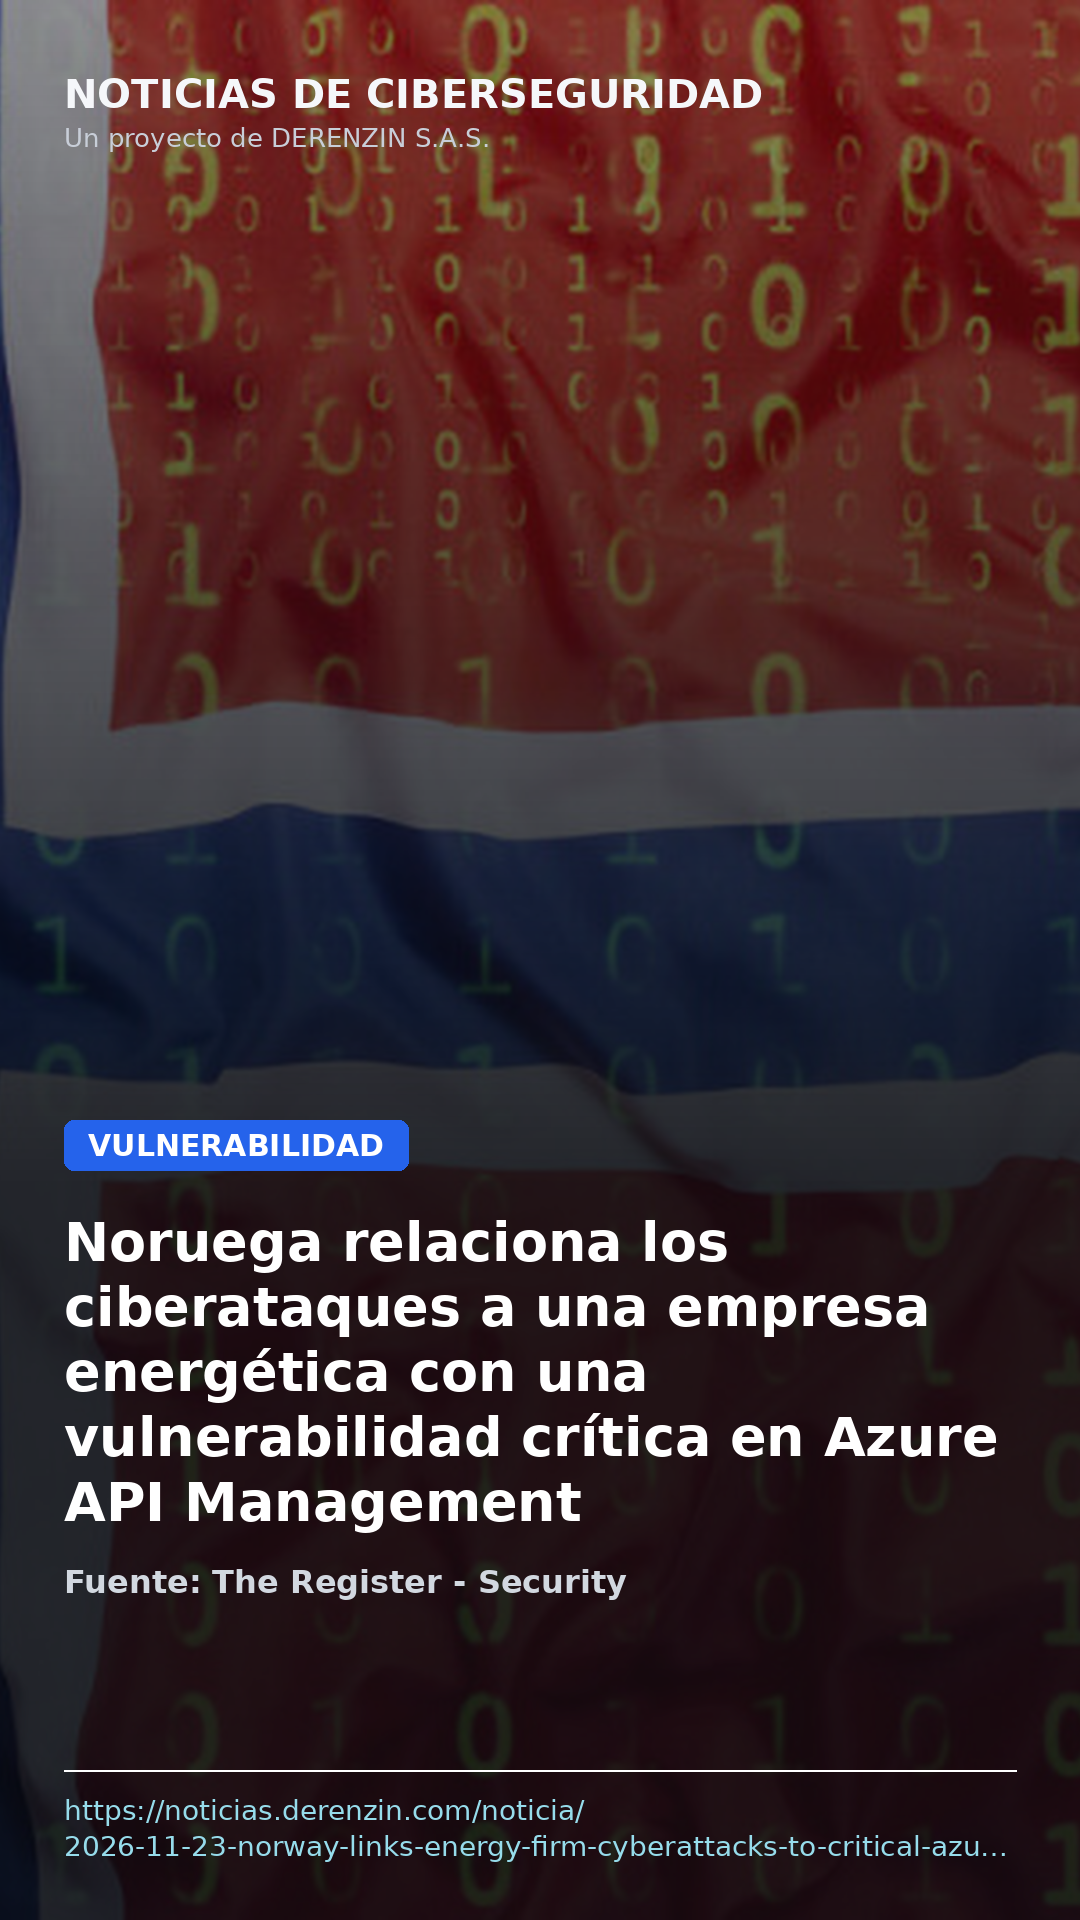 NOTICIAS DE CIBERSEGURIDAD
Un proyecto de DERENZIN S.A.S.
VULNERABILIDAD
Noruega relaciona los
ciberataques a una empresa
energética con una
vulnerabilidad crítica en Azure
API Management
Fuente: The Register - Security
https://noticias.derenzin.com/noticia/
2026-11-23-norway-links-energy-firm-cyberattacks-to-critical-azu…